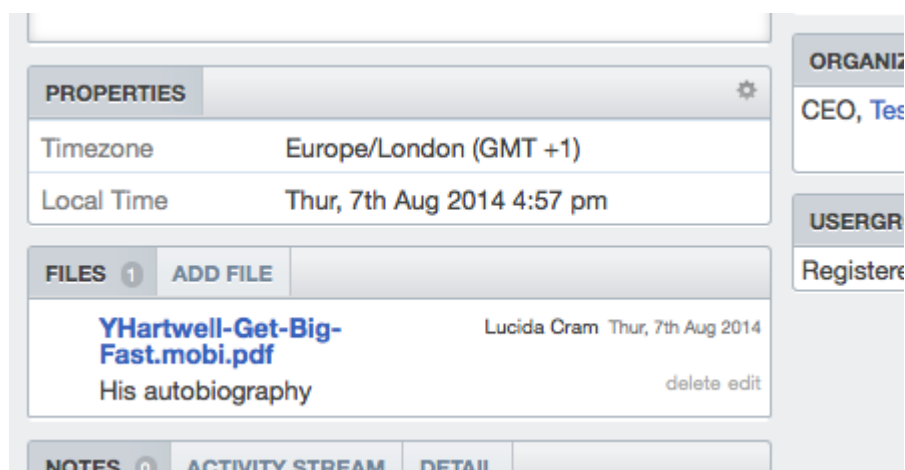 PROPERTIES
Timezone Europe/London (GMT +1)
Local Time Thur, 7th Aug 2014 4:57 pm
FILES 1 ADD FILE
YHartwell-Get-Big-
Fast.mobi.pdf
Lucida Cram Thur, 7th Aug 2014
His autobiography
delete edit
NOTES 0 ACTIVITY STREAM DETAIL
ORGANIZ
CEO, Tes
USERGR
Registere